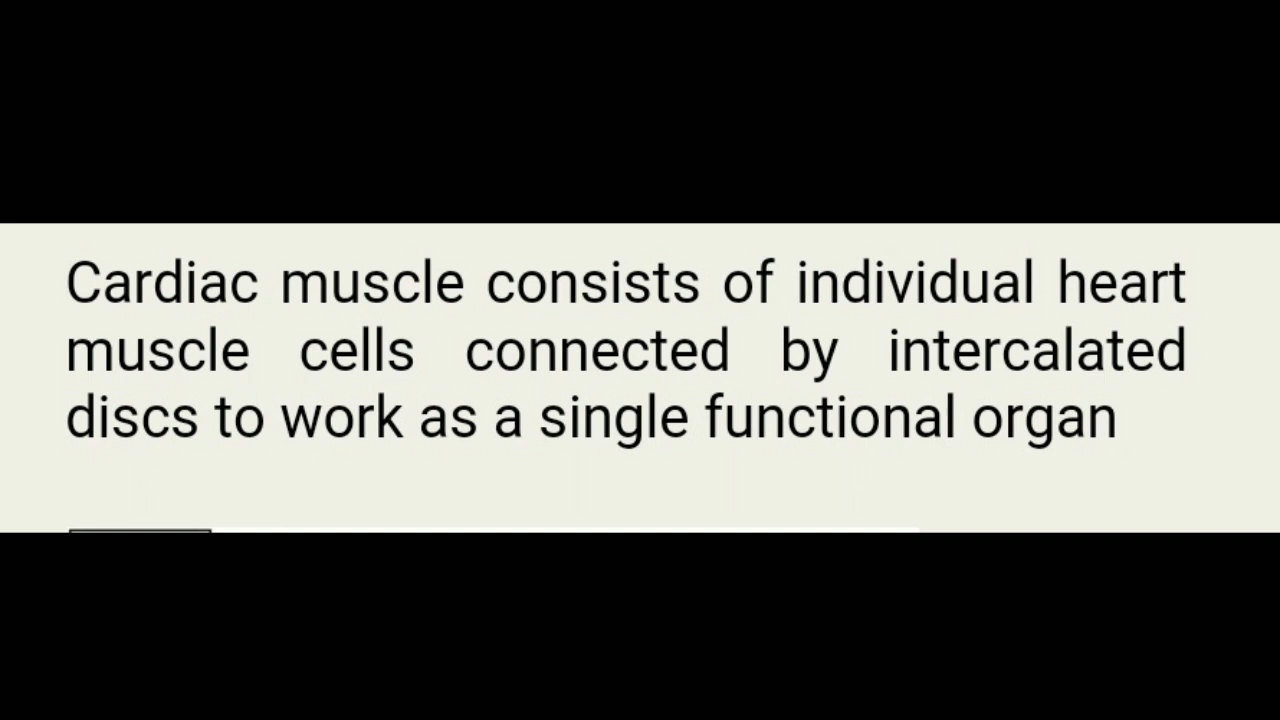 Cardiac muscle consists of individual heart
muscle cells connected by intercalated
discs to work as a single functional organ